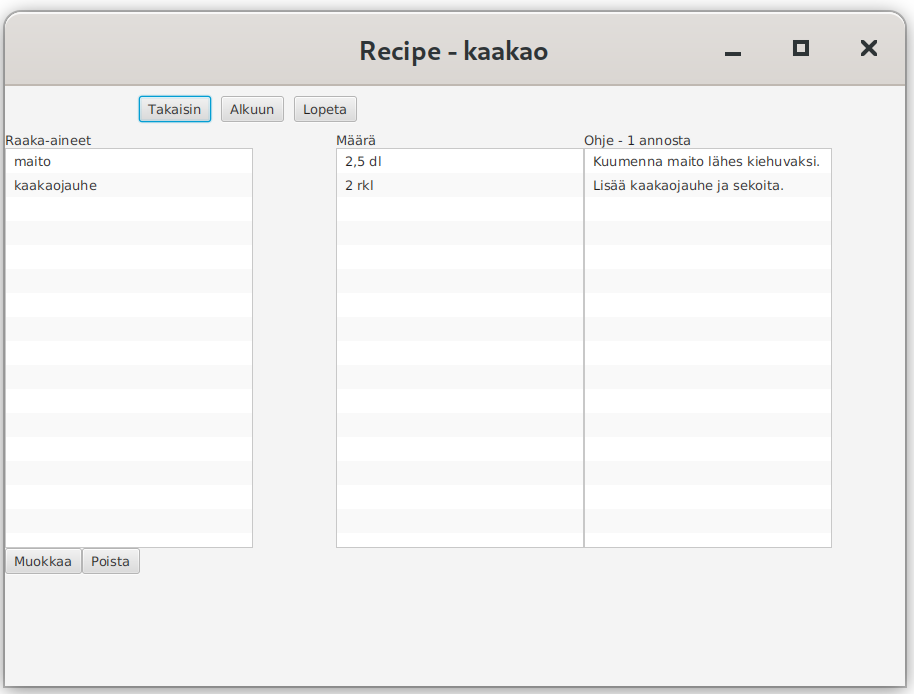 Recipe - kaakao
Takaisin Alkuun Lopeta
Raaka-aineet Määrä Ohje - 1 annosta
maito 2,5 dl Kuumenna maito lähes kiehuvaksi.
kaakaojauhe 2 rkl Lisää kaakaojauhe ja sekoita.
Muokkaa Poista